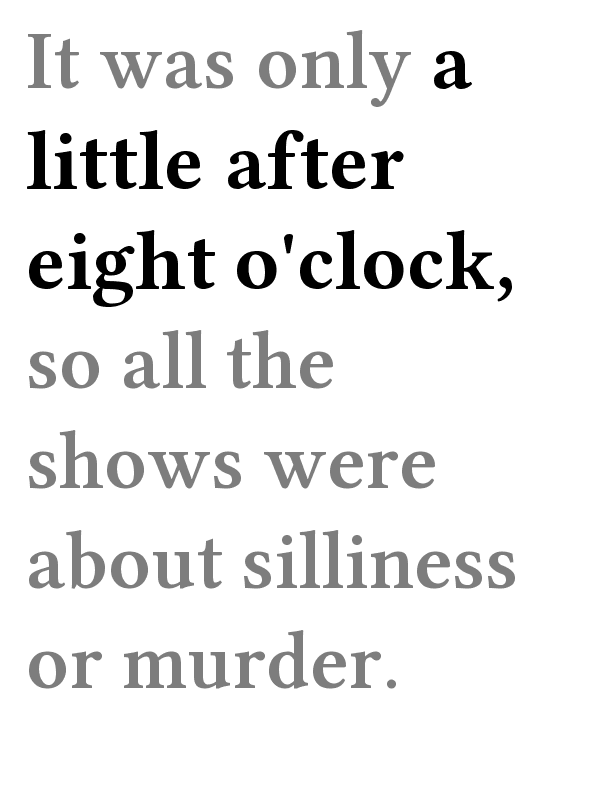 It was only a
little after
eight o'clock,
so all the
shows were
about silliness
or murder.